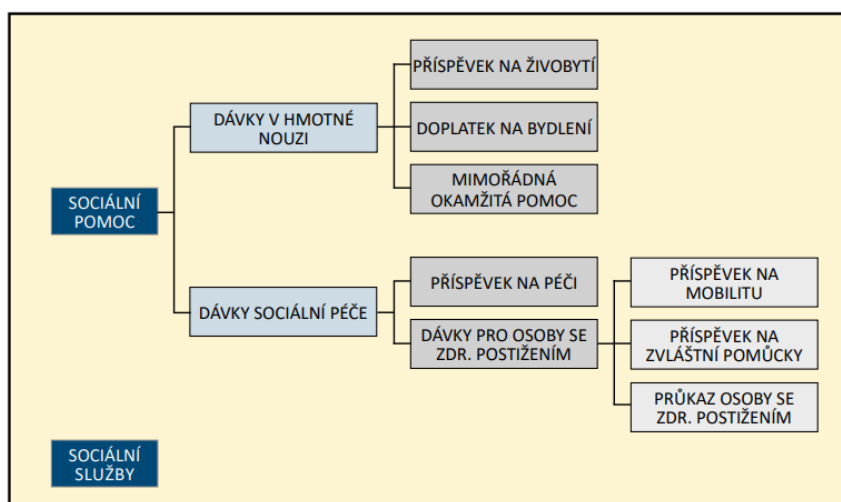 PŘÍSPĚVEK NA ŽIVOBYTÍ
DÁVKY V HMOTNÉ
NOUZI
DOPLATEK NA BYDLENÍ
MIMOŘÁDNÁ
OKAMŽITÁ POMOC
SOCIÁLNÍ
POMOC
PŘÍSPĚVEK NA PÉČI
PŘÍSPĚVEK NA
MOBILITU
DÁVKY SOCIÁLNÍ PÉČE
DÁVKY PRO OSOBY SE
ZDR. POSTIŽENÍM
PŘÍSPĚVEK NA
ZVLÁŠTNÍ POMŮCKY
PRŮKAZ OSOBY SE
ZDR. POSTIŽENÍM
SOCIÁLNÍ
SLUŽBY